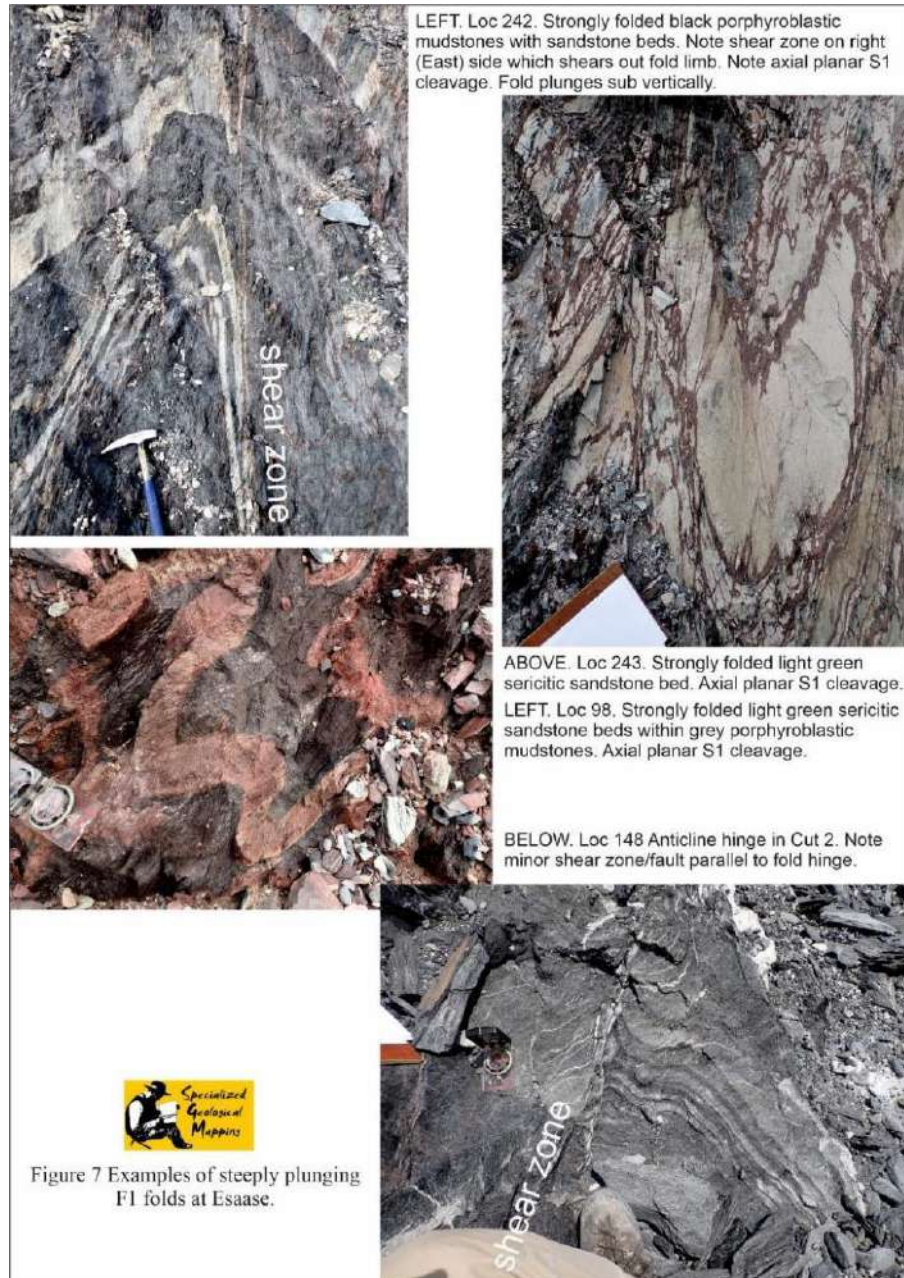 LEFT. Loc 242. Strongly folded black porphyroblastic
mudstones with sandstone beds. Note shear zone on right
(East) side which shears out fold limb. Note axial planar S1
cleavage. Fold plunges sub vertically.
shear zone
ABOVE. Loc 243. Strongly folded light green
sericitic sandstone bed. Axial planar S1 cleavage.
LEFT. Loc 98. Strongly folded light green sericitic
sandstone beds within grey porphyroblastic
mudstones. Axial planar S1 cleavage.
BELOW. Loc 148 Anticline hinge in Cut 2. Note
minor shear zone/fault parallel to fold hinge.
shear zone
Specialized
Geological
Mapping
Figure 7 Examples of steeply plunging
F1 folds at Esaase.